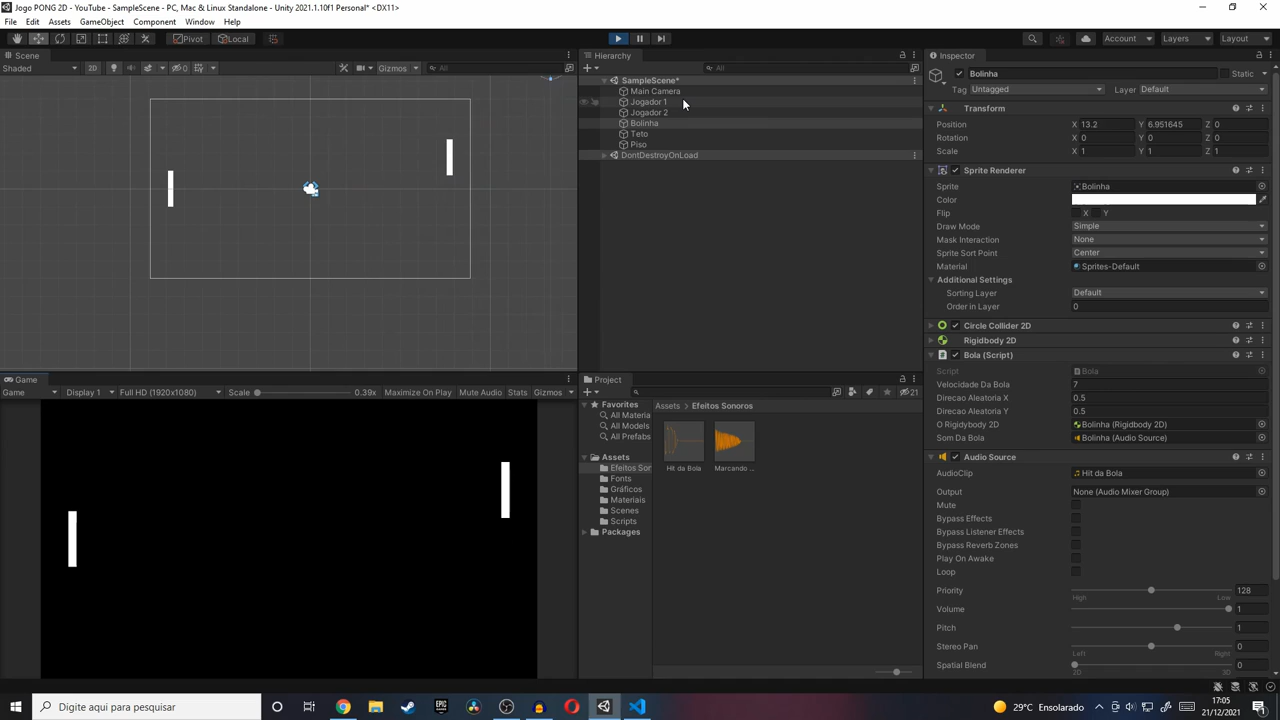 Jogo PONG 2D - YouTube - SampleScene - PC, Mac & Linux Standalone - Unity 2021.1.10f1 Personal* <DX11>
File Edit Assets GameObject Component Window Help
Pivot Local Account Layers Layout
Scene
Shaded 2D 0 Gizmos All
Hierarchy
All
SampleScene*
Main Camera
Jogador 1
Jogador 2
Bolinha
Teto
Piso
DontDestroyOnLoad
Game
Game Display 1 Full HD (1920x1080) Scale 0.39x Maximize On Play Mute Audio Stats Gizmos
Project
21
Favorites
All Materia
All Models
All Prefabs
Assets
Efeitos Sor
Fonts
Gráficos
Materiais
Scenes
Scripts
Packages
Assets > Efeitos Sonoros
Hit da Bola
Marcando ...
Inspector
Bolinha Static
Tag Untagged Layer Default
Transform
Position X 13.2 Y 6.951645 Z 0
Rotation X 0 Y 0 Z 0
Scale X 1 Y 1 Z 1
Sprite Renderer
Sprite Bolinha
Color
Flip X Y
Draw Mode Simple
Mask Interaction None
Sprite Sort Point Center
Material Sprites-Default
Additional Settings
Sorting Layer Default
Order in Layer 0
Circle Collider 2D
Rigidbody 2D
Bola (Script)
Script Bola
Velocidade Da Bola 7
Direcao Aleatoria X 0.5
Direcao Aleatoria Y 0.5
O Rigidybody 2D Bolinha (Rigidbody 2D)
Som Da Bola Bolinha (Audio Source)
Audio Source
AudioClip Hit da Bola
Output None (Audio Mixer Group)
Mute
Bypass Effects
Bypass Listener Effects
Bypass Reverb Zones
Play On Awake
Loop
Priority 128
High Low
Volume 1
Pitch 1
Stereo Pan 0
Left Right
Spatial Blend 0
2D 3D
Digite aqui para pesquisar
29°C Ensolarado
17:05
21/12/2021